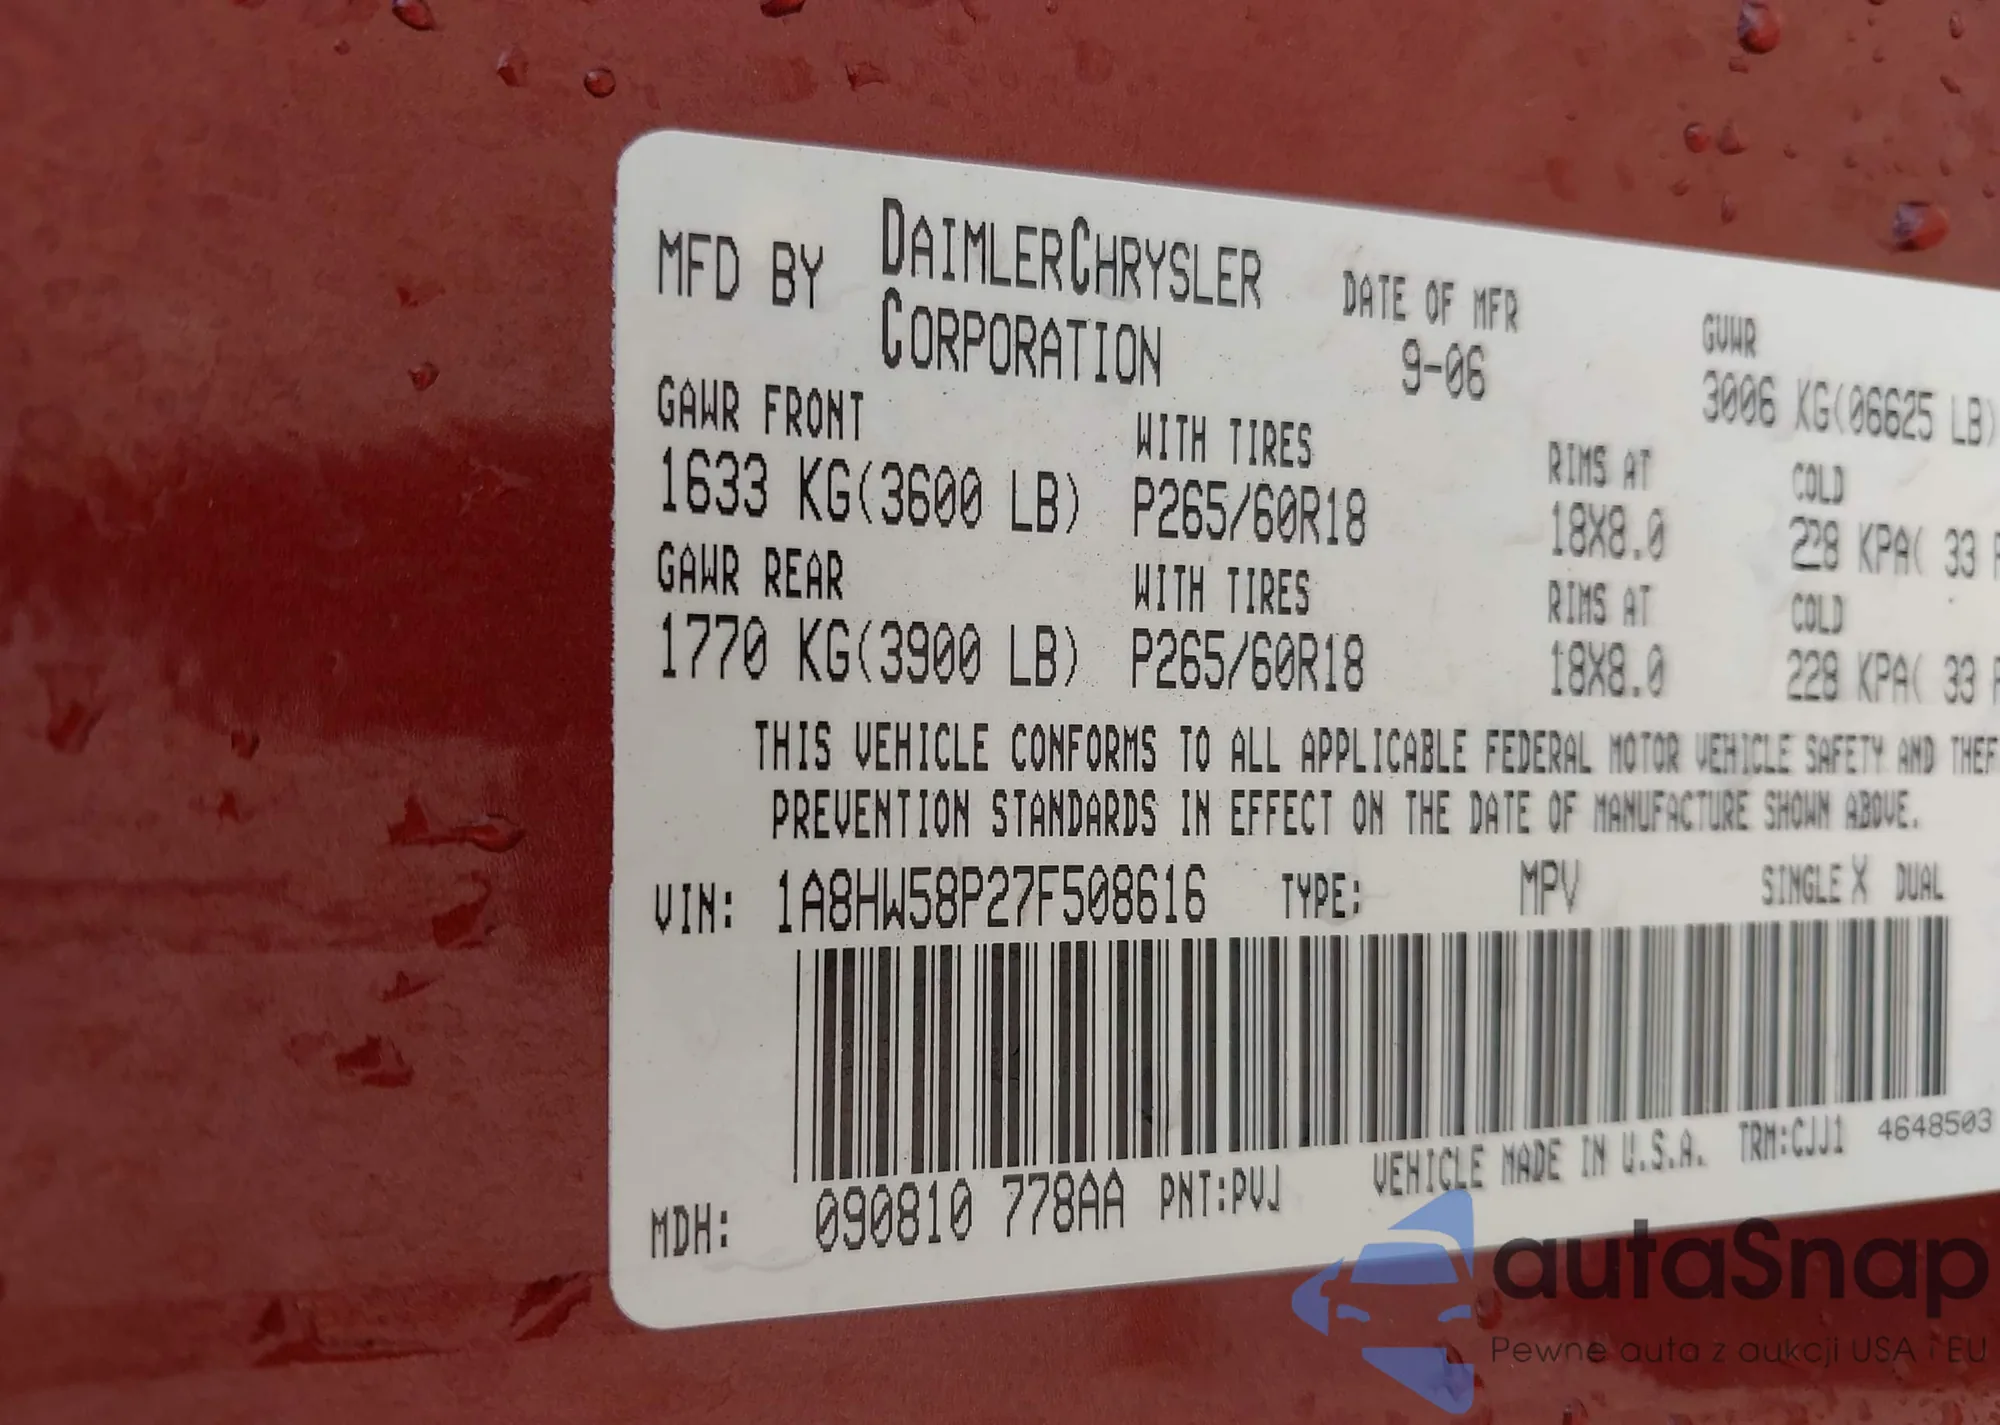 MFD BY DAIMLERCHRYSLER CORPORATION DATE OF MFR 9-06 GVWR 3006 KG(06625 LB)
GAWR FRONT WITH TIRES RIMS AT COLD
1633 KG(3600 LB) P265/60R18 18X8.0 228 KPA( 33
GAWR REAR WITH TIRES RIMS AT COLD
1770 KG(3900 LB) P265/60R18 18X8.0 228 KPA( 33
THIS VEHICLE CONFORMS TO ALL APPLICABLE FEDERAL MOTOR VEHICLE SAFETY AND THEF
PREVENTION STANDARDS IN EFFECT ON THE DATE OF MANUFACTURE SHOWN ABOVE.
VIN: 1A8HW58P27F508616 TYPE: MPV SINGLE X DUAL
MDH: 090810 778AA PNT:PVJ VEHICLE MADE IN U.S.A. TRM:CJJ1 4648503
autaSnap
Pewne auta z aukcji USA i EU